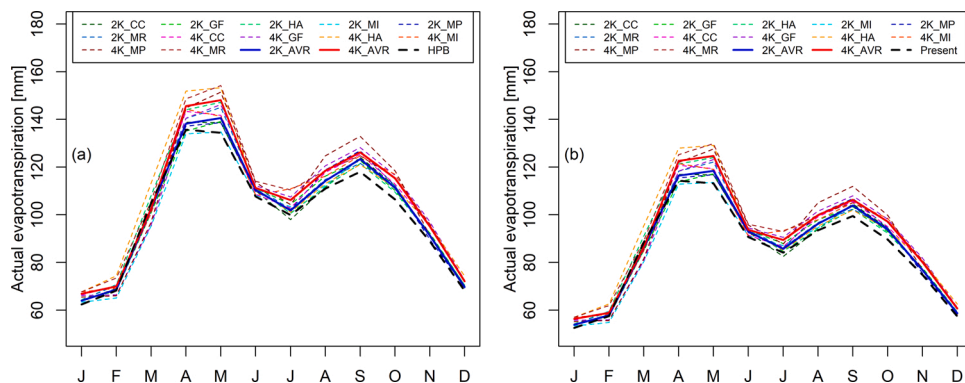 2K_CC 2K_GF 2K_HA 2K_MI 2K_MP
2K_MR 4K_CC 4K_GF 4K_HA 4K_MI
4K_MP 4K_MR 2K_AVR 4K_AVR HPB
(a)
Actual evapotranspiration [mm]
180
160
140
120
100
80
60
J F M A M J J A S O N D
2K_CC 2K_GF 2K_HA 2K_MI 2K_MP
2K_MR 4K_CC 4K_GF 4K_HA 4K_MI
4K_MP 4K_MR 2K_AVR 4K_AVR Present
(b)
Actual evapotranspiration [mm]
180
160
140
120
100
80
60
J F M A M J J A S O N D